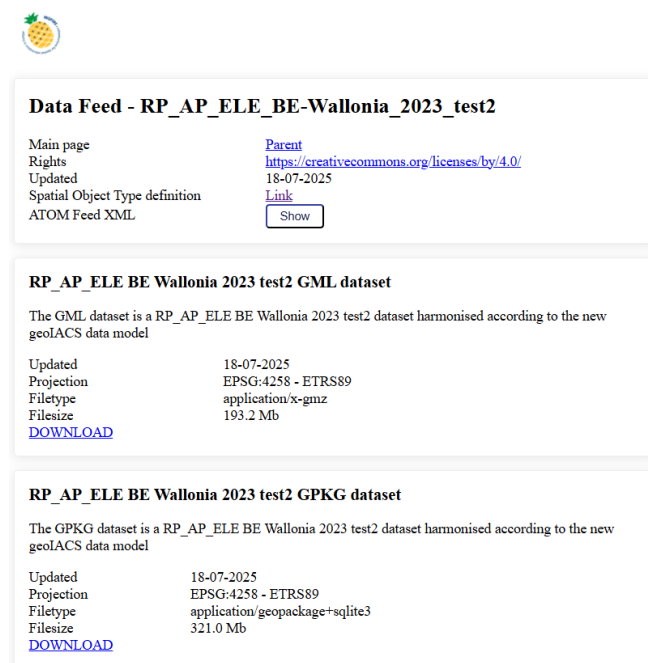 Data Feed - RP_AP_ELE_BE-Wallonia_2023_test2
Main page Parent
Rights https://creativecommons.org/licenses/by/4.0/
Updated 18-07-2025
Spatial Object Type definition Link
ATOM Feed XML Show
RP_AP_ELE BE Wallonia 2023 test2 GML dataset
The GML dataset is a RP_AP_ELE BE Wallonia 2023 test2 dataset harmonised according to the new
geoIACS data model
Updated 18-07-2025
Projection EPSG:4258 - ETRS89
Filetype application/x-gmz
Filesize 193.2 Mb
DOWNLOAD
RP_AP_ELE BE Wallonia 2023 test2 GPKG dataset
The GPKG dataset is a RP_AP_ELE BE Wallonia 2023 test2 dataset harmonised according to the new
geoIACS data model
Updated 18-07-2025
Projection EPSG:4258 - ETRS89
Filetype application/geopackage+sqlite3
Filesize 321.0 Mb
DOWNLOAD